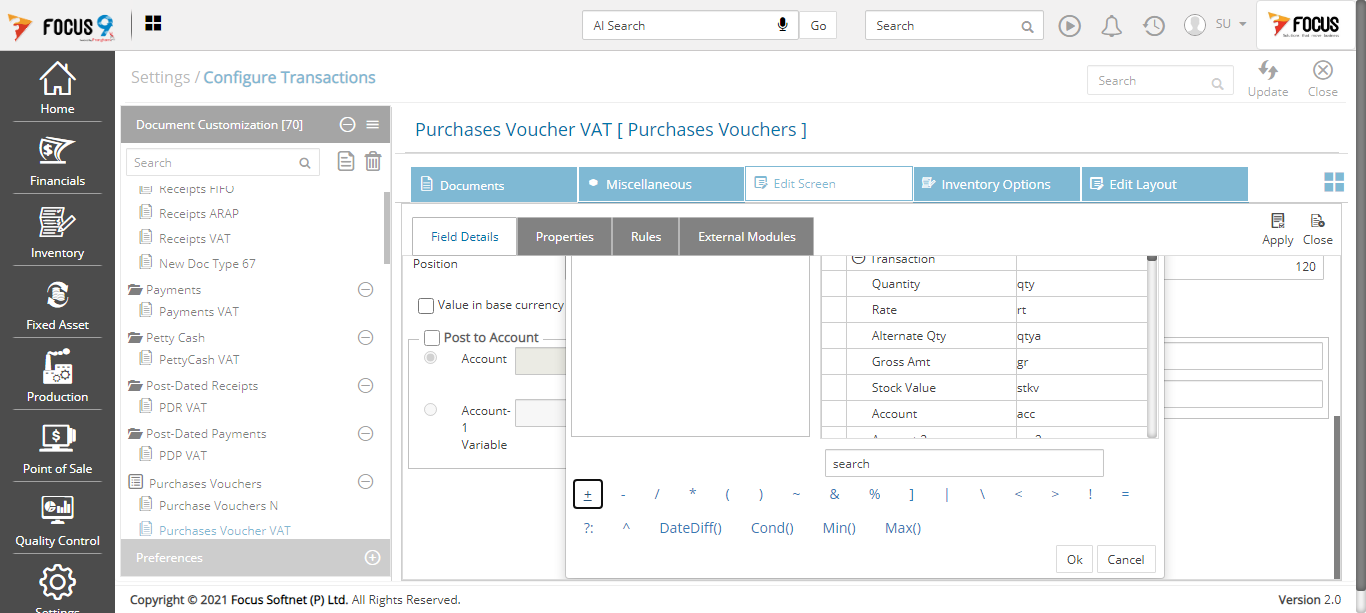 FOCUS 9
AI Search
Go
Search
SU
FOCUS
Home
Financials
Inventory
Fixed Asset
Production
Point of Sale
Quality Control
Settings
Settings / Configure Transactions
Search
Update
Close
Document Customization [70]
Search
Receipts FIFO
Receipts ARAP
Receipts VAT
New Doc Type 67
Payments
Payments VAT
Petty Cash
PettyCash VAT
Post-Dated Receipts
PDR VAT
Post-Dated Payments
PDP VAT
Purchases Vouchers
Purchase Vouchers N
Purchases Voucher VAT
Preferences
Purchases Voucher VAT [ Purchases Vouchers ]
Documents
Miscellaneous
Edit Screen
Inventory Options
Edit Layout
Field Details
Properties
Rules
External Modules
Apply
Close
Position
120
Value in base currency
Post to Account
Account
Account-
1
Variable
Transaction
Quantity qty
Rate rt
Alternate Qty qtya
Gross Amt gr
Stock Value stkv
Account acc
search
+ - / * ( ) ~ & % ] | \ < > ! =
?: ^ DateDiff() Cond() Min() Max()
Ok
Cancel
Copyright © 2021 Focus Softnet (P) Ltd. All Rights Reserved.
Version 2.0